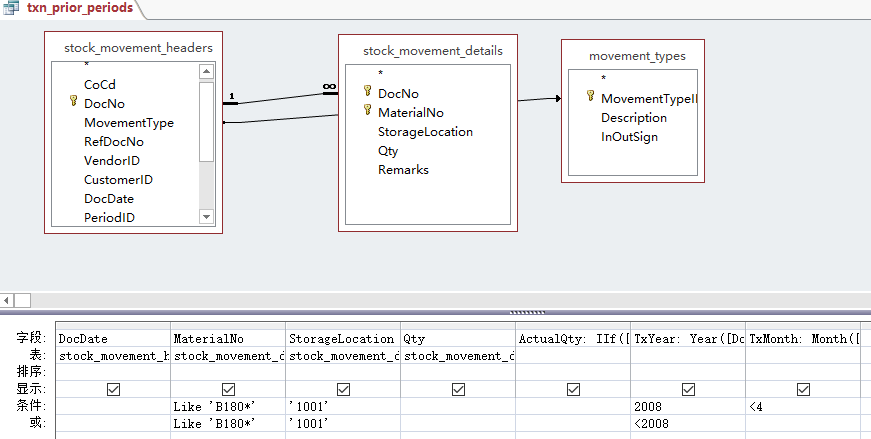 txn_prior_periods
stock_movement_headers
*
CoCd
DocNo
MovementType
RefDocNo
VendorID
CustomerID
DocDate
PeriodID
1
∞
stock_movement_details
*
DocNo
MaterialNo
StorageLocation
Qty
Remarks
movement_types
*
MovementTypeI
Description
InOutSign
字段: DocDate MaterialNo StorageLocation Qty ActualQty: IIf([ TxYear: Year([Do TxMonth: Month([
表: stock_movement_h stock_movement_d stock_movement_d stock_movement_d
排序:
显示:
条件: Like 'B180*' '1001' 2008 <4
或: Like 'B180*' '1001' <2008